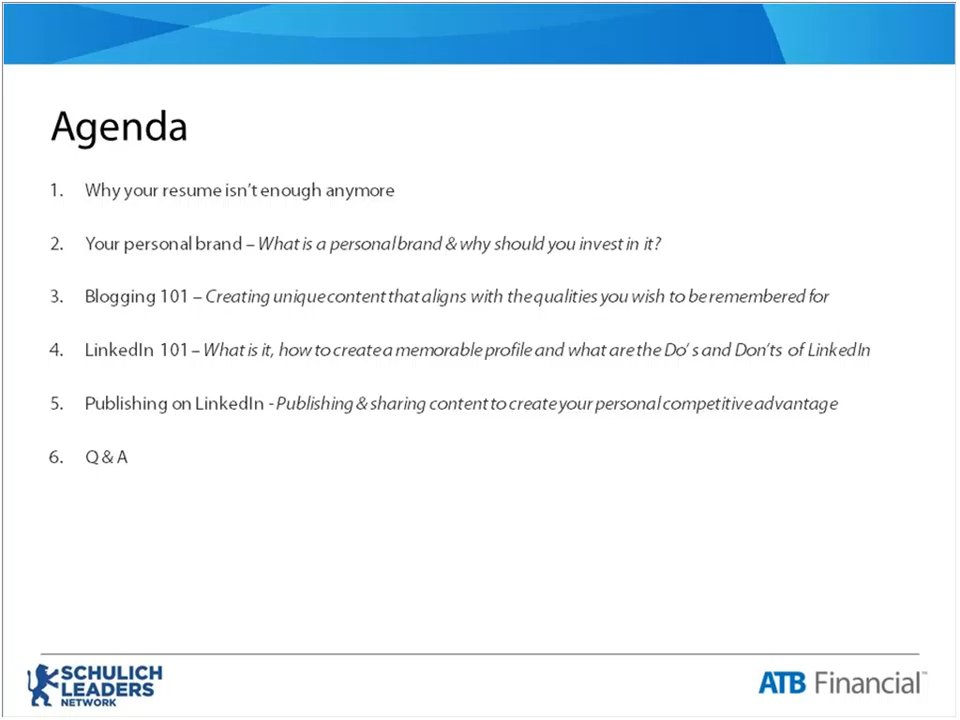 Agenda
1. Why your resume isn't enough anymore
2. Your personal brand – What is a personal brand & why should you invest in it?
3. Blogging 101 – Creating unique content that aligns with the qualities you wish to be remembered for
4. LinkedIn 101 – What is it, how to create a memorable profile and what are the Do's and Don'ts of LinkedIn
5. Publishing on LinkedIn - Publishing & sharing content to create your personal competitive advantage
6. Q & A
SCHULICH
LEADERS
NETWORK
ATB Financial™